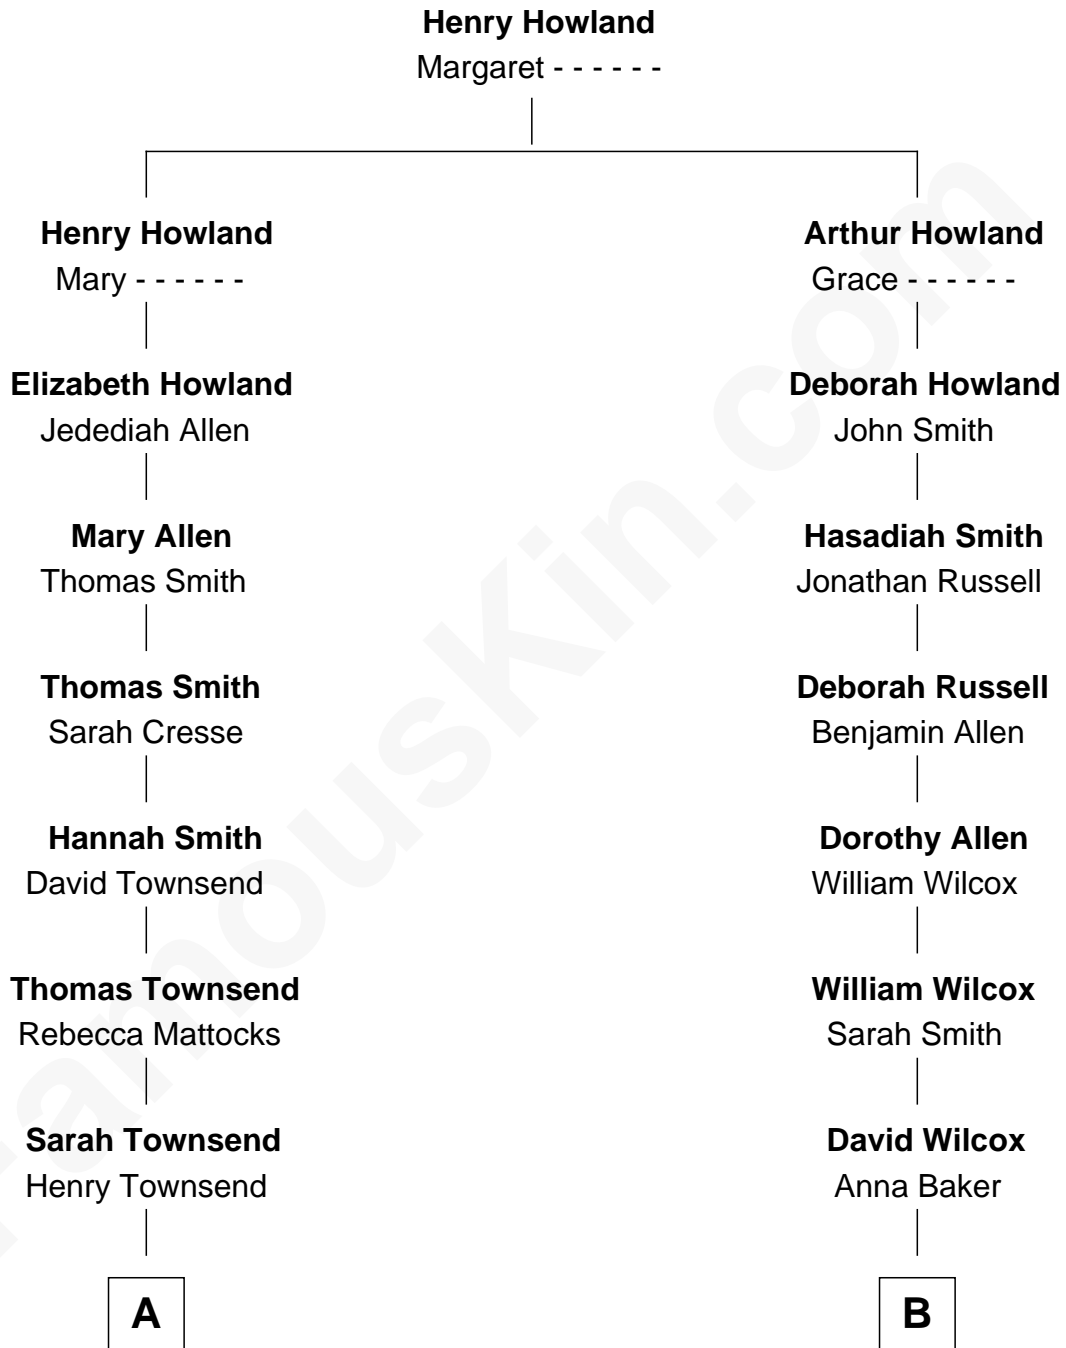 Henry Howland
Margaret - - - - - -
Henry Howland
Mary - - - - - -
Arthur Howland
Grace - - - - - -
Elizabeth Howland
Jedediah Allen
Deborah Howland
John Smith
Mary Allen
Thomas Smith
Hasadiah Smith
Jonathan Russell
Thomas Smith
Sarah Cresse
Deborah Russell
Benjamin Allen
Hannah Smith
David Townsend
Dorothy Allen
William Wilcox
Thomas Townsend
Rebecca Mattocks
William Wilcox
Sarah Smith
Sarah Townsend
Henry Townsend
David Wilcox
Anna Baker
A
B
FamousKin.com